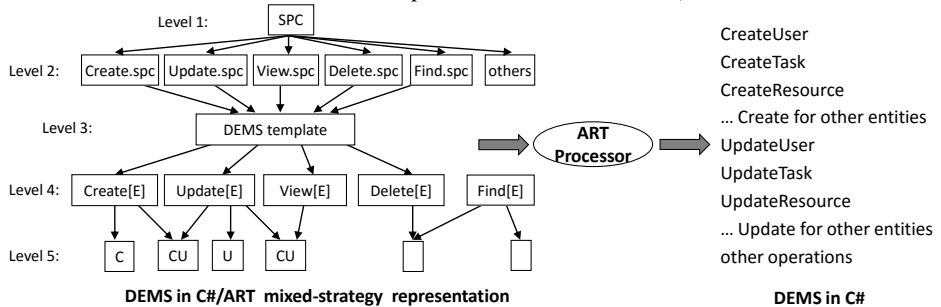 Level 1:
SPC
Level 2:
Create.spc
Update.spc
View.spc
Delete.spc
Find.spc
others
Level 3:
DEMS template
Level 4:
Create[E]
Update[E]
View[E]
Delete[E]
Find[E]
Level 5:
C
CU
U
CU
DEMS in C#/ART mixed-strategy representation
ART
Processor
CreateUser
CreateTask
CreateResource
... Create for other entities
UpdateUser
UpdateTask
UpdateResource
... Update for other entities
other operations
DEMS in C#